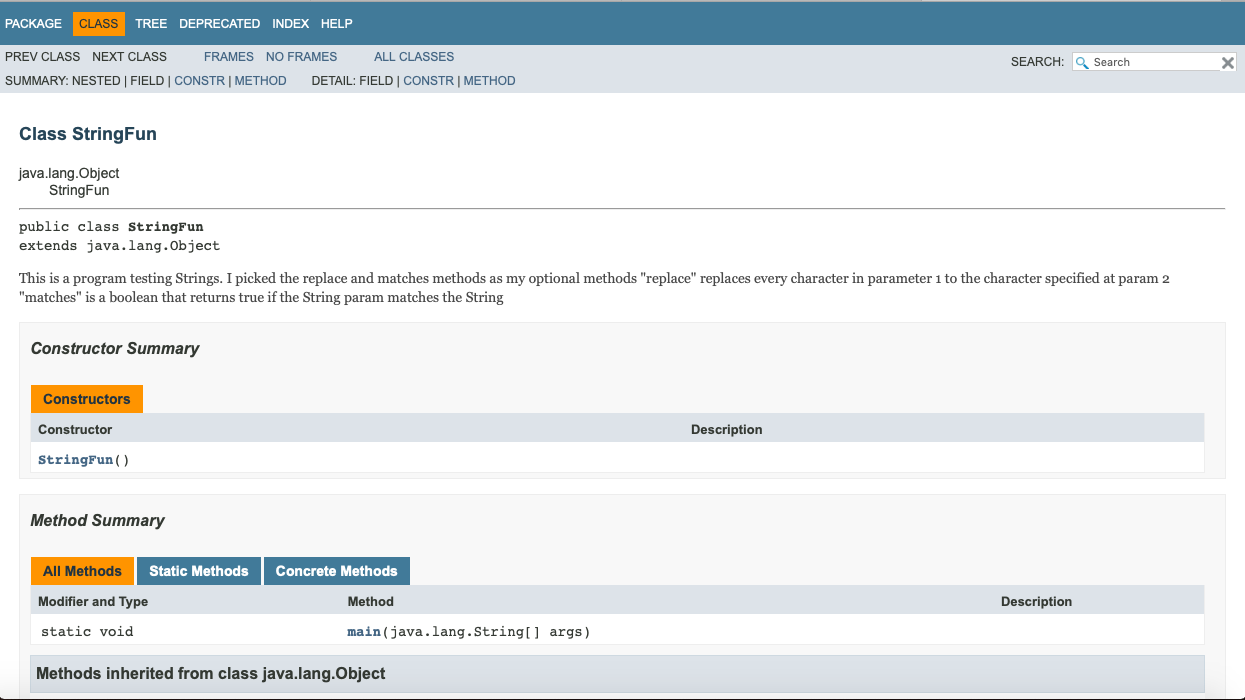 PACKAGE CLASS TREE DEPRECATED INDEX HELP
PREV CLASS NEXT CLASS FRAMES NO FRAMES ALL CLASSES
SEARCH: Search
SUMMARY: NESTED | FIELD | CONSTR | METHOD DETAIL: FIELD | CONSTR | METHOD
Class StringFun
java.lang.Object
StringFun
public class StringFun
extends java.lang.Object
This is a program testing Strings. I picked the replace and matches methods as my optional methods "replace" replaces every character in parameter 1 to the character specified at param 2
"matches" is a boolean that returns true if the String param matches the String
Constructor Summary
Constructors
Constructor Description
StringFun()
Method Summary
All Methods Static Methods Concrete Methods
Modifier and Type Method Description
static void main(java.lang.String[] args)
Methods inherited from class java.lang.Object